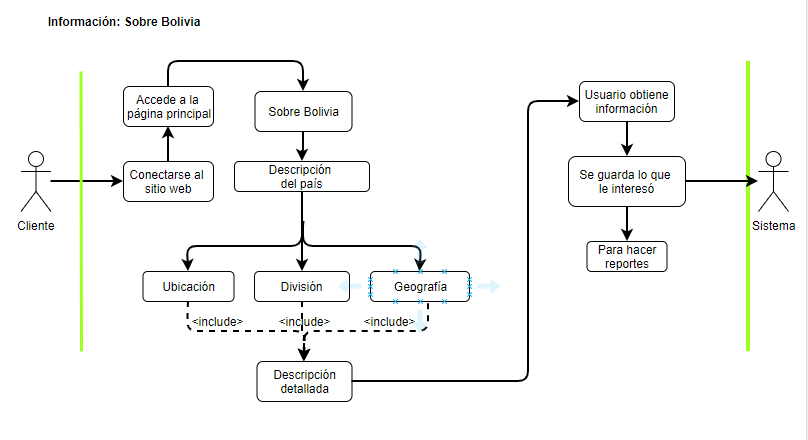 Información: Sobre Bolivia
Accede a la
página principal
Sobre Bolivia
Usuario obtiene
información
Conectarse al
sitio web
Descripción
del país
Se guarda lo que
le interesó
Cliente
Sistema
Para hacer
reportes
Ubicación
División
Geografía
<include>
<include>
<include>
Descripción
detallada